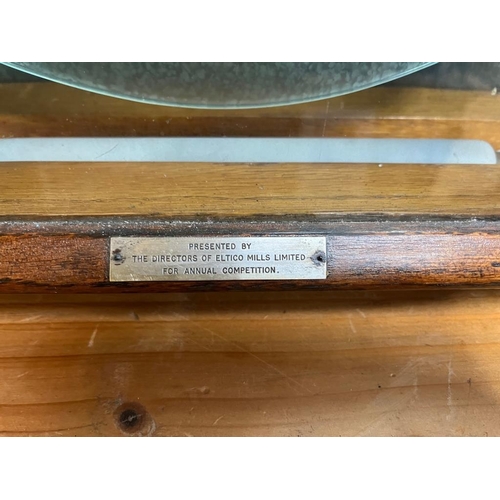 PRESENTED BY
THE DIRECTORS OF ELTICO MILLS LIMITED
FOR ANNUAL COMPETITION.